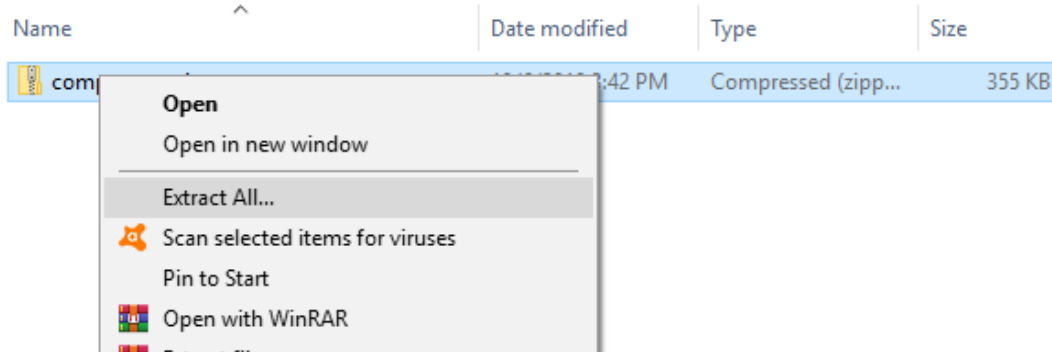 Name Date modified Type Size
:42 PM Compressed (zipp... 355 KB
Open
Open in new window
Extract All...
Scan selected items for viruses
Pin to Start
Open with WinRAR